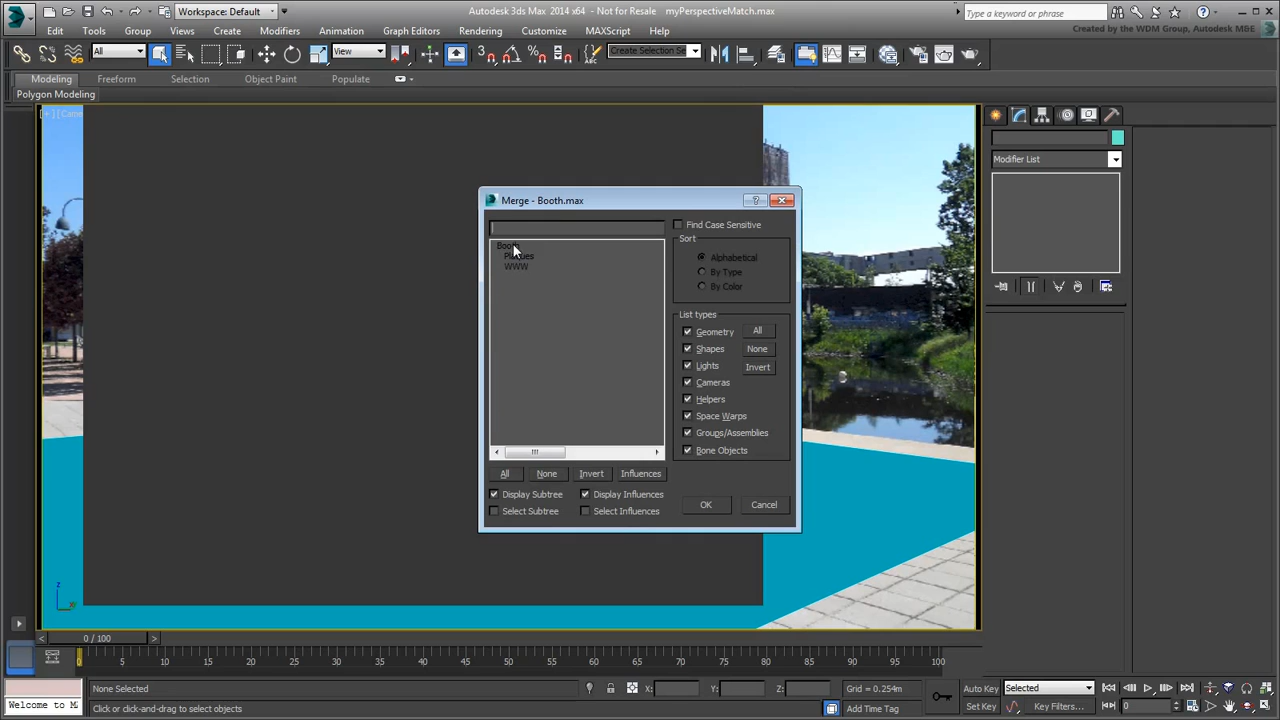 Workspace: Default
Autodesk 3ds Max 2014 x64 - Not for Resale myPerspectiveMatch.max
Type a keyword or phrase
Edit Tools Group Views Create Modifiers Animation Graph Editors Rendering Customize MAXScript Help
Created by the WDM Group, Autodesk M&E
All
View
Create Selection Se
Modeling Freeform Selection Object Paint Populate
Polygon Modeling
Modifier List
Merge - Booth.max
Find Case Sensitive
Sort
Booth
Plaques
WWW
Alphabetical
By Type
By Color
List types:
Geometry All
Shapes None
Lights Invert
Cameras
Helpers
Space Warps
Groups/Assemblies
Bone Objects
All None Invert Influences
Display Subtree Display Influences
Select Subtree Select Influences
OK Cancel
z
x
0 / 100
0 5 10 15 20 25 30 35 40 45 50 55 60 65 70 75 80 85 90 95 100
None Selected
X: Y: Z:
Grid = 0.254m
Auto Key Selected
Welcome to M
Click or click-and-drag to select objects
Add Time Tag
Set Key Key Filters... 0